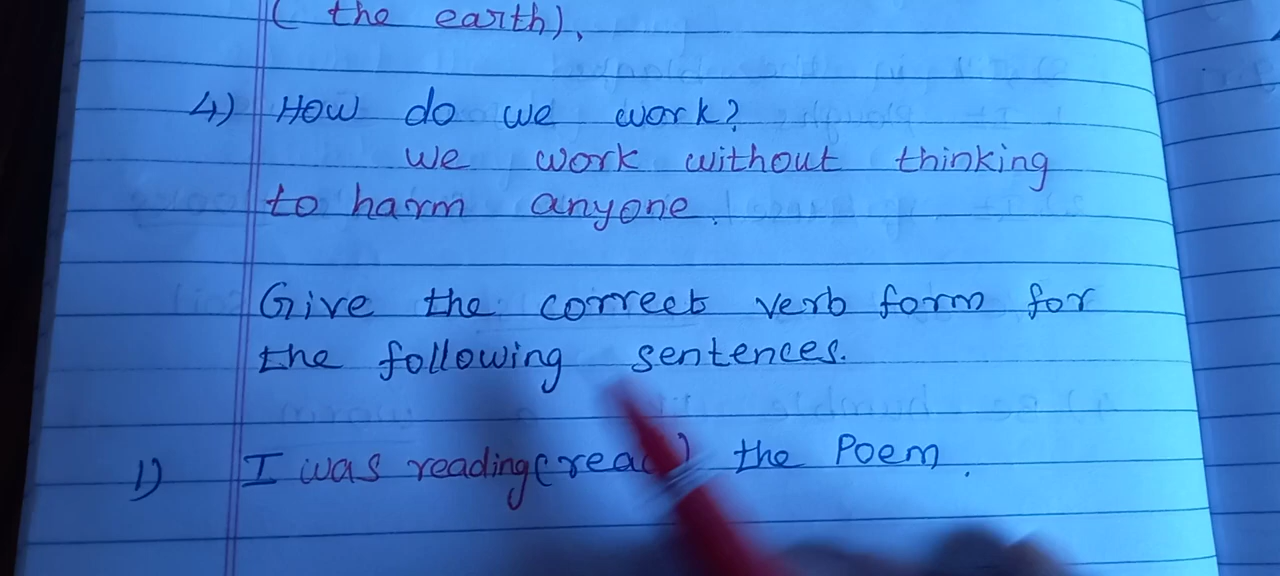 ( the earth).
4) How do we work?
we work without thinking
to harm anyone.
Give the correct verb form for
the following sentences.
1) I was reading (read) the Poem.